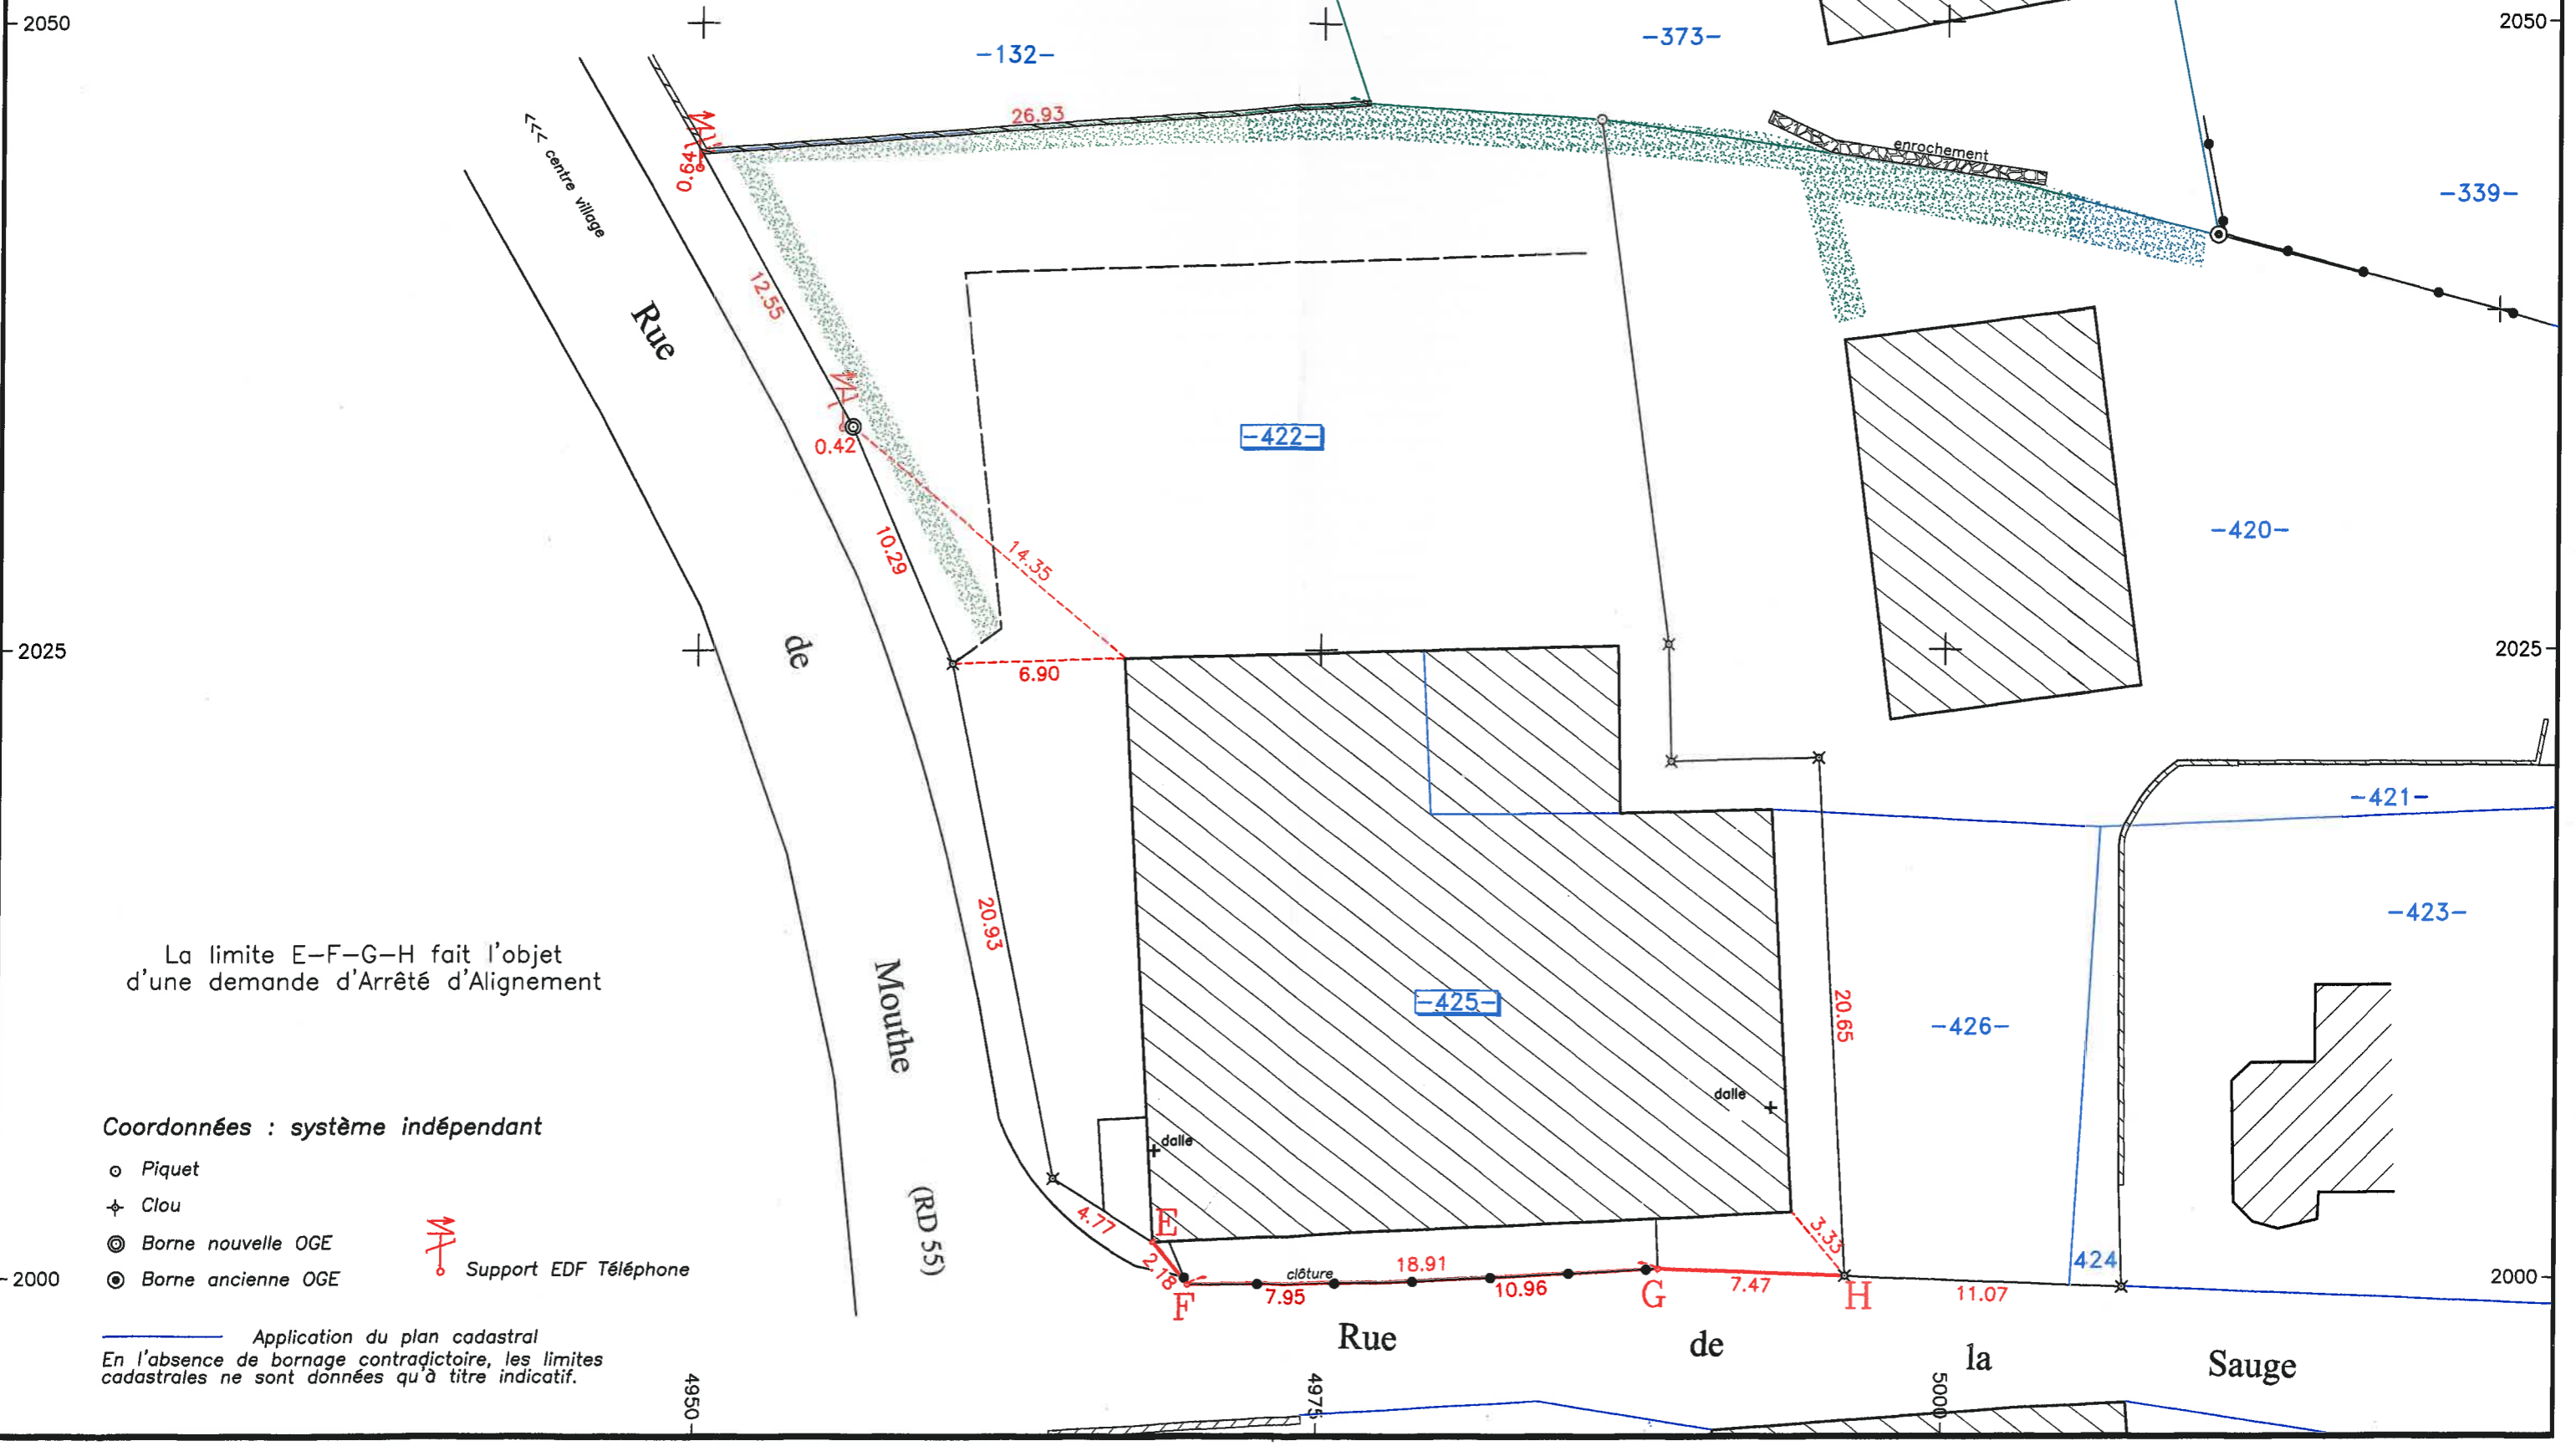 2050
2050
-132-
-373-
26.93
0.64
<<< centre village
enrochement
-339-
12.55
Rue
0.42
-422-
10.29
14.35
-420-
2025
2025
de
6.90
-421-
20.93
-423-
La limite E-F-G-H fait l'objet
d'une demande d'Arrêté d'Alignement
Mouthe
-425-
20.65
-426-
dalle
dalle
Coordonnées : système indépendant
Piquet
Clou
Borne nouvelle OGE
Borne ancienne OGE
Support EDF Téléphone
(RD 55)
4.77
E
2.18
F
clôture
18.91
7.95
10.96
G
7.47
3.33
H
11.07
424
2000
2000
Application du plan cadastral
En l'absence de bornage contradictoire, les limites
cadastrales ne sont données qu'à titre indicatif.
Rue de la Sauge
4950
4975
5000